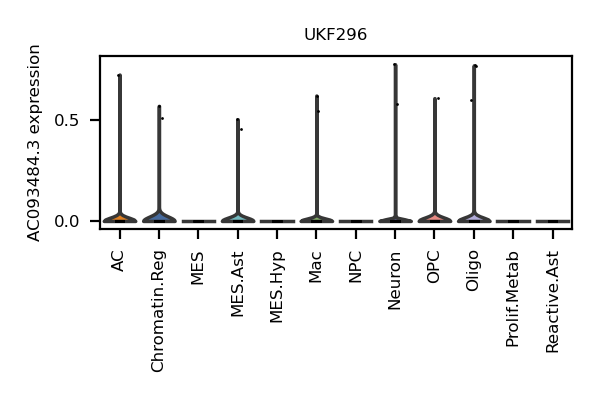 UKF296
AC093484.3 expression
0.5
0.0
AC
Chromatin.Reg
MES
MES.Ast
MES.Hyp
Mac
NPC
Neuron
OPC
Oligo
Prolif.Metab
Reactive.Ast